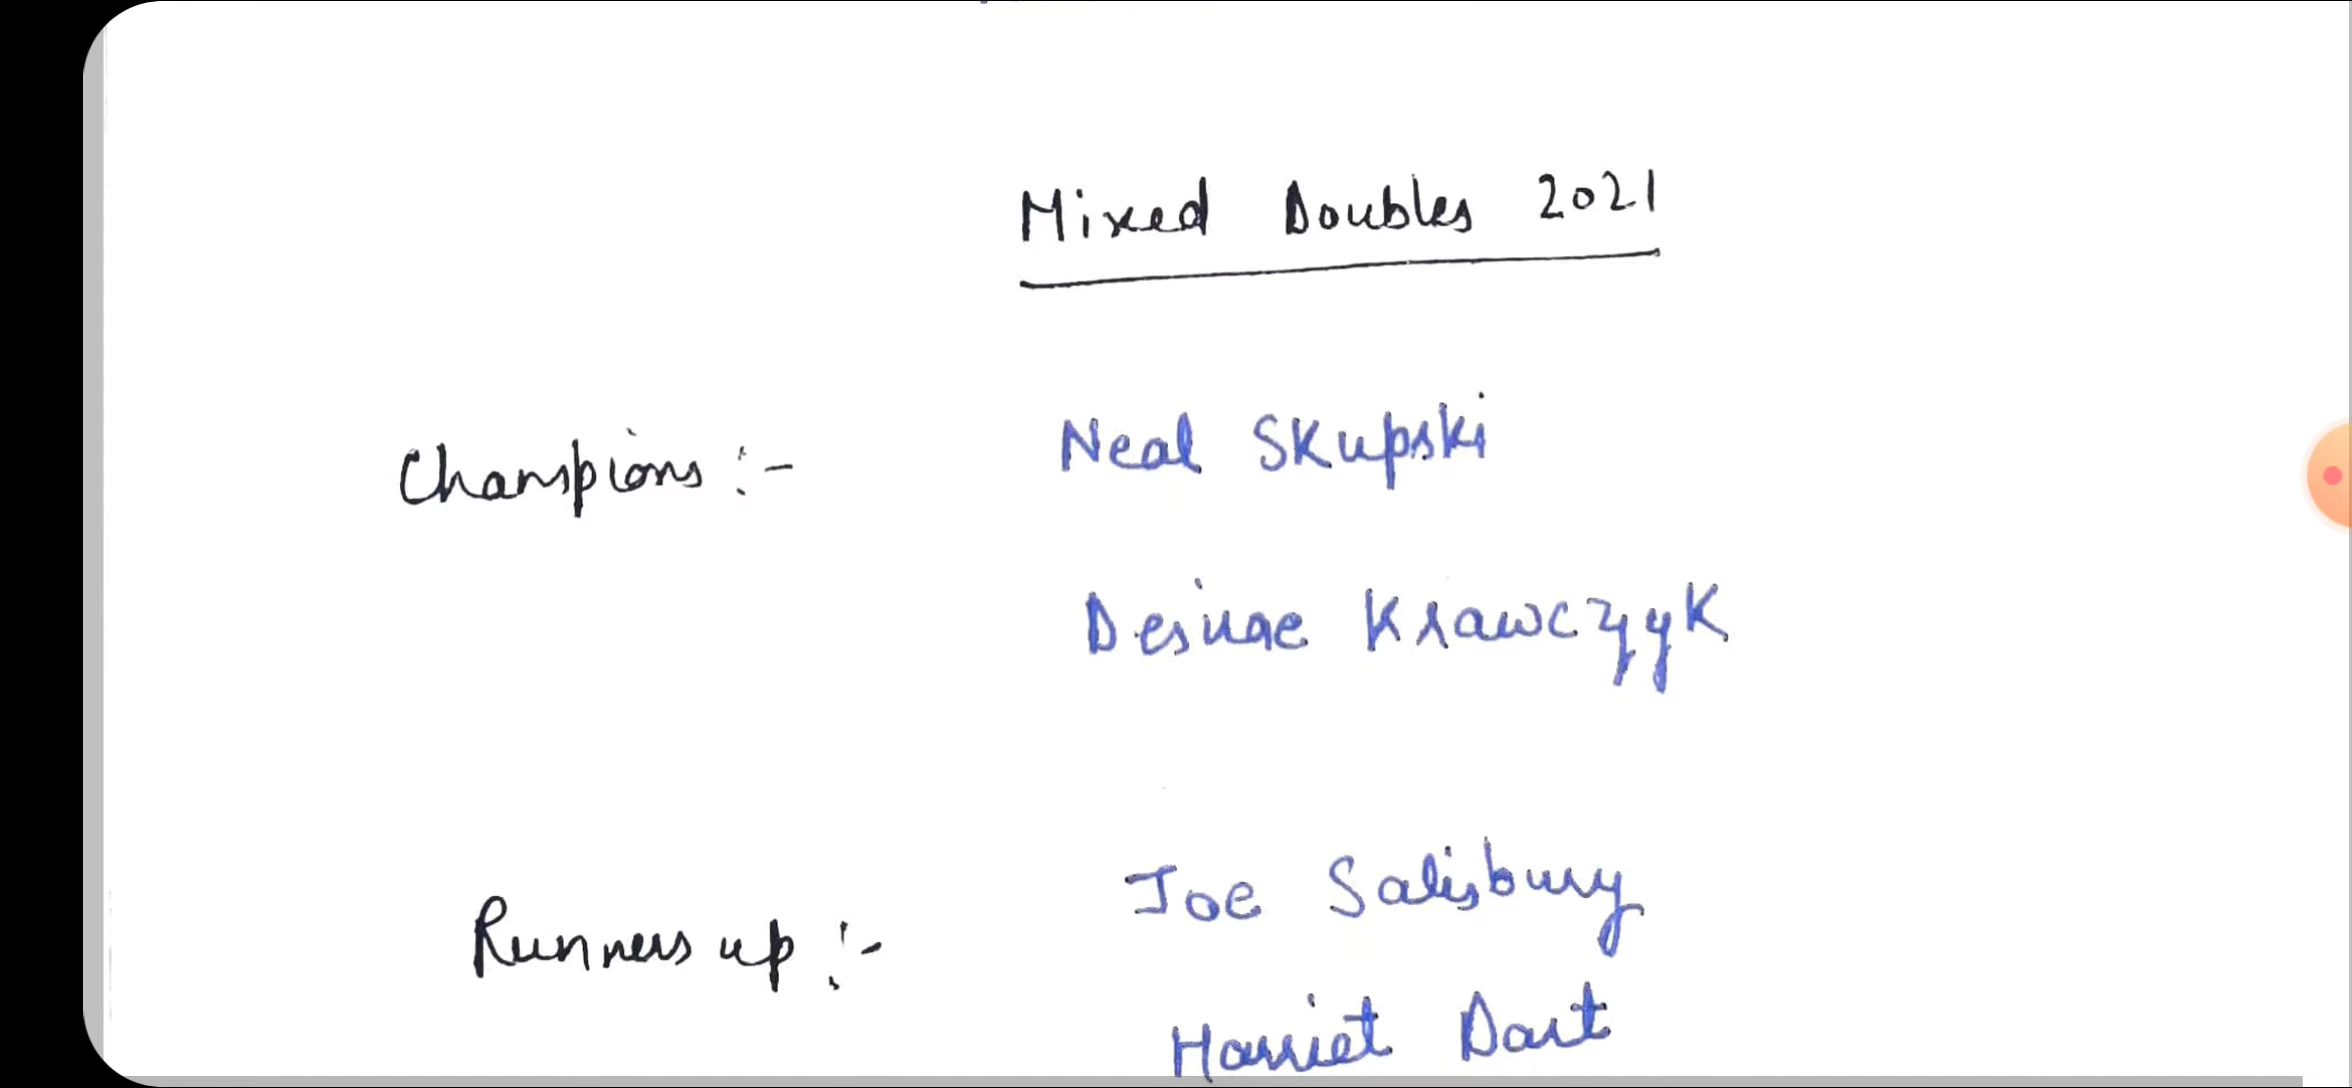 Mixed Doubles 2021
Champions :- Neal Skupski
Desirae Krawczyk
Runners up :- Joe Salisbury
Harriet Dart